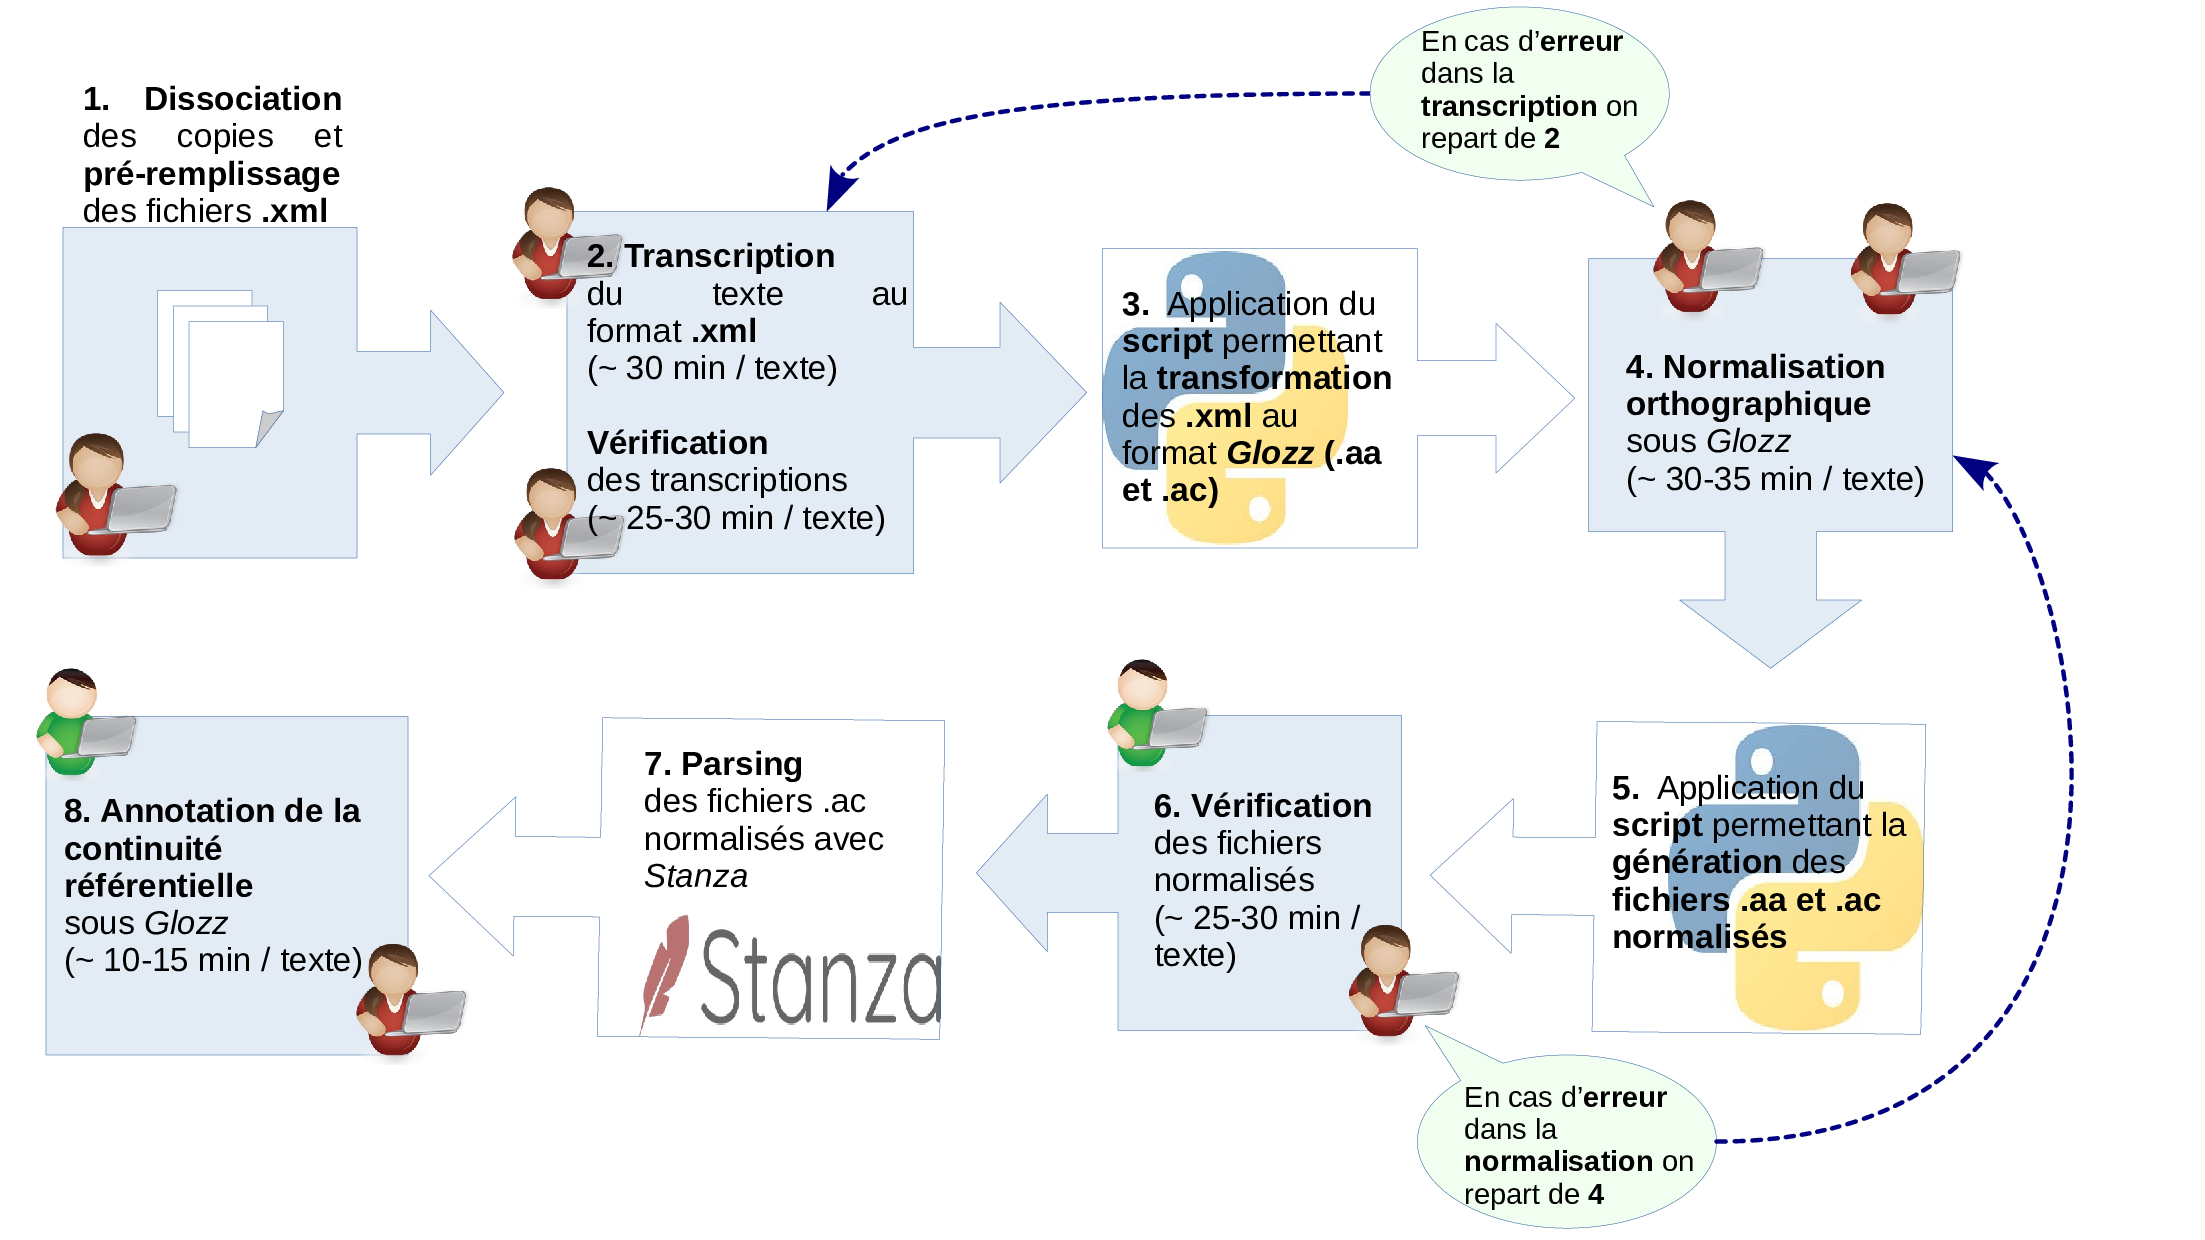 1. Dissociation
des copies et
pré-remplissage
des fichiers .xml
2. Transcription
du texte au
format .xml
(~ 30 min / texte)
Vérification
des transcriptions
(~ 25-30 min / texte)
3. Application du
script permettant
la transformation
des .xml au
format Glozz (.aa
et .ac)
En cas d’erreur
dans la
transcription on
repart de 2
4. Normalisation
orthographique
sous Glozz
(~ 30-35 min / texte)
5. Application du
script permettant la
génération des
fichiers .aa et .ac
normalisés
6. Vérification
des fichiers
normalisés
(~ 25-30 min /
texte)
En cas d’erreur
dans la
normalisation on
repart de 4
7. Parsing
des fichiers .ac
normalisés avec
Stanza
Stanza
8. Annotation de la
continuité
référentielle
sous Glozz
(~ 10-15 min / texte)